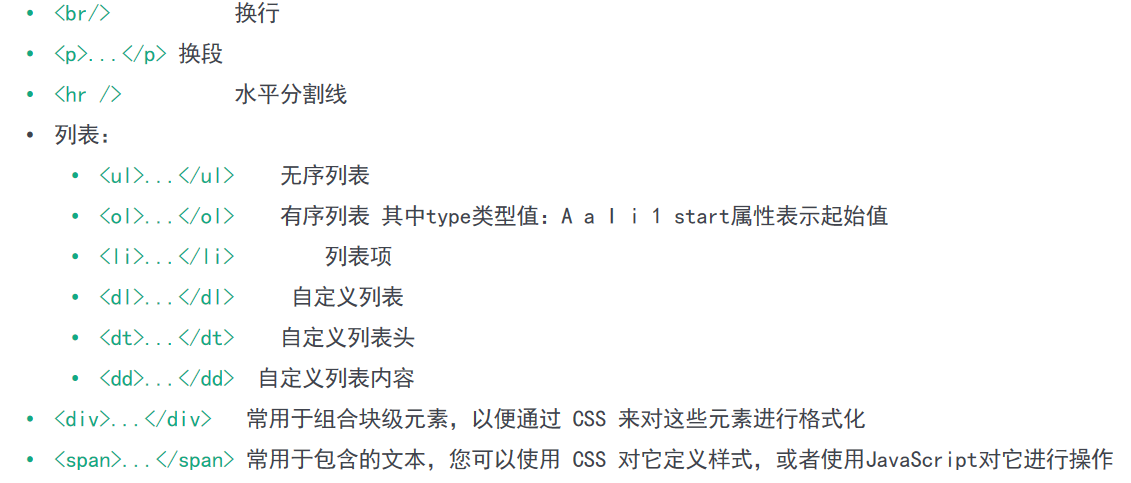 • <br/> 换行
• <p>...</p> 换段
• <hr /> 水平分割线
• 列表：
• <ul>...</ul> 无序列表
• <ol>...</ol> 有序列表 其中type类型值：A a I i 1 start属性表示起始值
• <li>...</li> 列表项
• <dl>...</dl> 自定义列表
• <dt>...</dt> 自定义列表头
• <dd>...</dd> 自定义列表内容
• <div>...</div> 常用于组合块级元素，以便通过 CSS 来对这些元素进行格式化
• <span>...</span> 常用于包含的文本，您可以使用 CSS 对它定义样式，或者使用JavaScript对它进行操作